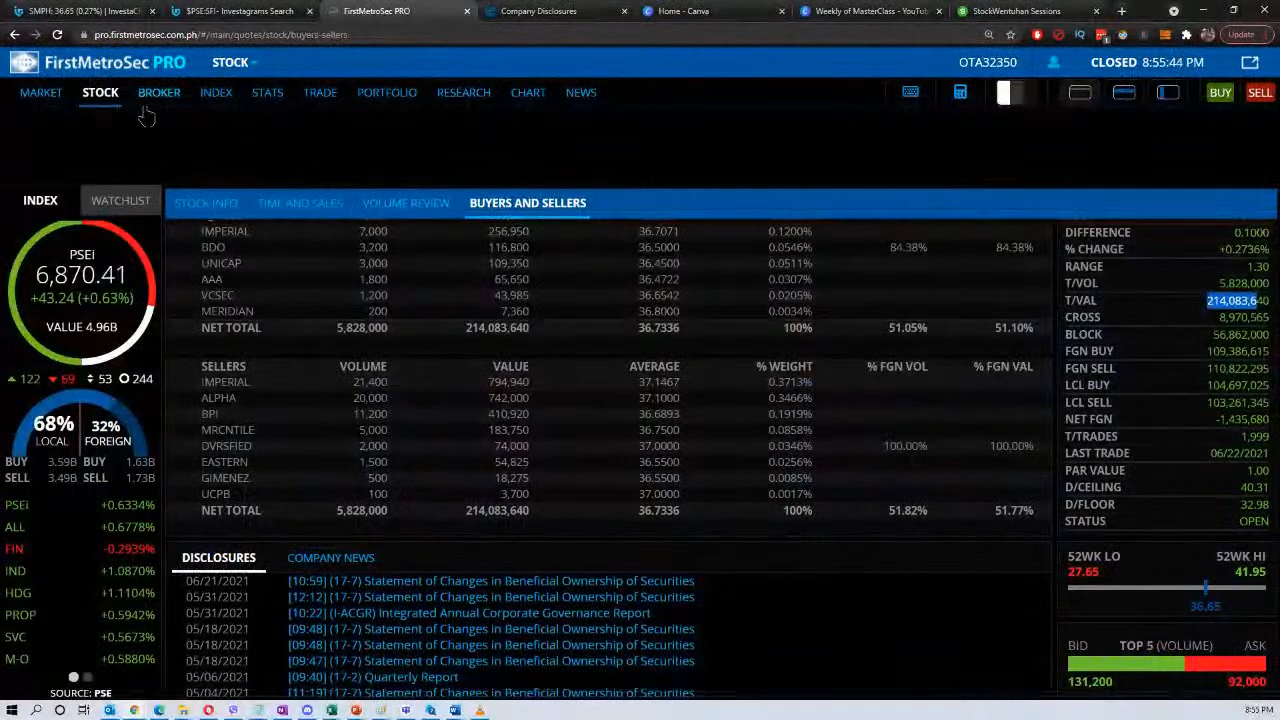 SMPH: 36.65 (0.27%) | InvestaCha
$PSE:SFI - Investagrams Search
FirstMetroSec PRO
Company Disclosures
Home - Canva
Weekly of MasterClass - YouTube
StockWentuhan Sessions
pro.firstmetrosec.com.ph/#/main/quotes/stock/buyers-sellers
Update
FirstMetroSec PRO
STOCK
OTA32350
CLOSED 8:55:44 PM
MARKET STOCK BROKER INDEX STATS TRADE PORTFOLIO RESEARCH CHART NEWS
BUY SELL
INDEX WATCHLIST
STOCK INFO TIME AND SALES VOLUME REVIEW BUYERS AND SELLERS
PSEi
6,870.41
+43.24 (+0.63%)
VALUE 4.96B
122 69 53 244
68% LOCAL
32% FOREIGN
BUY 3.59B BUY 1.63B
SELL 3.49B SELL 1.73B
PSEi +0.6334%
ALL +0.6778%
FIN -0.2939%
IND +1.0870%
HDG +1.1104%
PROP +0.5942%
SVC +0.5673%
M-O +0.5880%
SOURCE: PSE
IMPERIAL 7,000 256,950 36.7071 0.1200%
BDO 3,200 116,800 36.5000 0.0546% 84.38% 84.38%
UNICAP 3,000 109,350 36.4500 0.0511%
AAA 1,800 65,650 36.4722 0.0307%
VCSEC 1,200 43,985 36.6542 0.0205%
MERIDIAN 200 7,360 36.8000 0.0034%
NET TOTAL 5,828,000 214,083,640 36.7336 100% 51.05% 51.10%
SELLERS VOLUME VALUE AVERAGE % WEIGHT % FGN VOL % FGN VAL
IMPERIAL 21,400 794,940 37.1467 0.3713%
ALPHA 20,000 742,000 37.1000 0.3466%
BPI 11,200 410,920 36.6893 0.1919%
MRCNTILE 5,000 183,750 36.7500 0.0858%
DVRSFIED 2,000 74,000 37.0000 0.0346% 100.00% 100.00%
EASTERN 1,500 54,825 36.5500 0.0256%
GIMENEZ 500 18,275 36.5500 0.0085%
UCPB 100 3,700 37.0000 0.0017%
NET TOTAL 5,828,000 214,083,640 36.7336 100% 51.82% 51.77%
DISCLOSURES COMPANY NEWS
06/21/2021 [10:59] (17-7) Statement of Changes in Beneficial Ownership of Securities
05/31/2021 [12:12] (17-7) Statement of Changes in Beneficial Ownership of Securities
05/31/2021 [10:22] (I-ACGR) Integrated Annual Corporate Governance Report
05/18/2021 [09:48] (17-7) Statement of Changes in Beneficial Ownership of Securities
05/18/2021 [09:48] (17-7) Statement of Changes in Beneficial Ownership of Securities
05/18/2021 [09:47] (17-7) Statement of Changes in Beneficial Ownership of Securities
05/06/2021 [09:40] (17-2) Quarterly Report
05/04/2021 [11:19] (17-7) Statement of Changes in Beneficial Ownership of Securities
DIFFERENCE 0.1000
% CHANGE +0.2736%
RANGE 1.30
T/VOL 5,828,000
T/VAL 214,083,640
CROSS 8,970,565
BLOCK 56,862,000
FGN BUY 109,386,615
FGN SELL 110,822,295
LCL BUY 104,697,025
LCL SELL 103,261,345
NET FGN -1,435,680
T/TRADES 1,999
LAST TRADE 06/22/2021
PAR VALUE 1.00
D/CEILING 40.31
D/FLOOR 32.98
STATUS OPEN
52WK LO 52WK HI
27.65 41.95
36.65
BID TOP 5 (VOLUME) ASK
131,200 92,000
8:55 PM